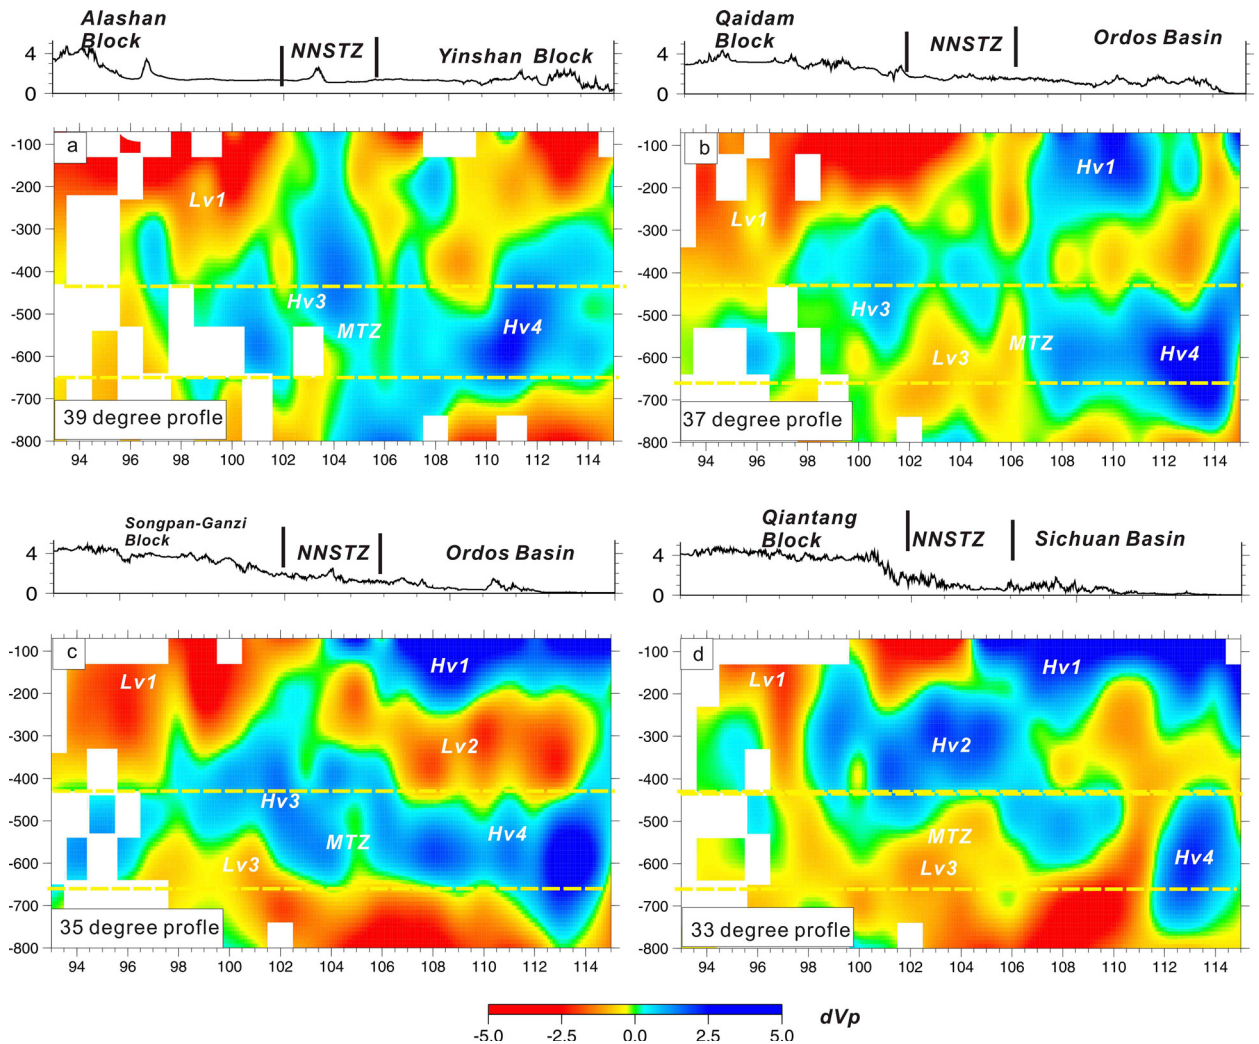 Alashan
Block
NNSTZ
Yinshan Block
4
0
a
Lv1
Hv3
MTZ
Hv4
39 degree profle
-100
-200
-300
-400
-500
-600
-700
-800
94 96 98 100 102 104 106 108 110 112 114
Qaidam
Block
NNSTZ
Ordos Basin
4
0
b
Hv1
Lv1
Hv3
MTZ
Lv3
Hv4
37 degree profle
-100
-200
-300
-400
-500
-600
-700
-800
94 96 98 100 102 104 106 108 110 112 114
Songpan-Ganzi
Block
NNSTZ
Ordos Basin
4
0
c
Lv1
Hv1
Lv2
Hv3
MTZ
Hv4
Lv3
35 degree profle
-100
-200
-300
-400
-500
-600
-700
-800
94 96 98 100 102 104 106 108 110 112 114
Qiantang
Block
NNSTZ
Sichuan Basin
4
0
d
Lv1
Hv1
Hv2
MTZ
Lv3
Hv4
33 degree profle
-100
-200
-300
-400
-500
-600
-700
-800
94 96 98 100 102 104 106 108 110 112 114
-5.0 -2.5 0.0 2.5 5.0
dVp